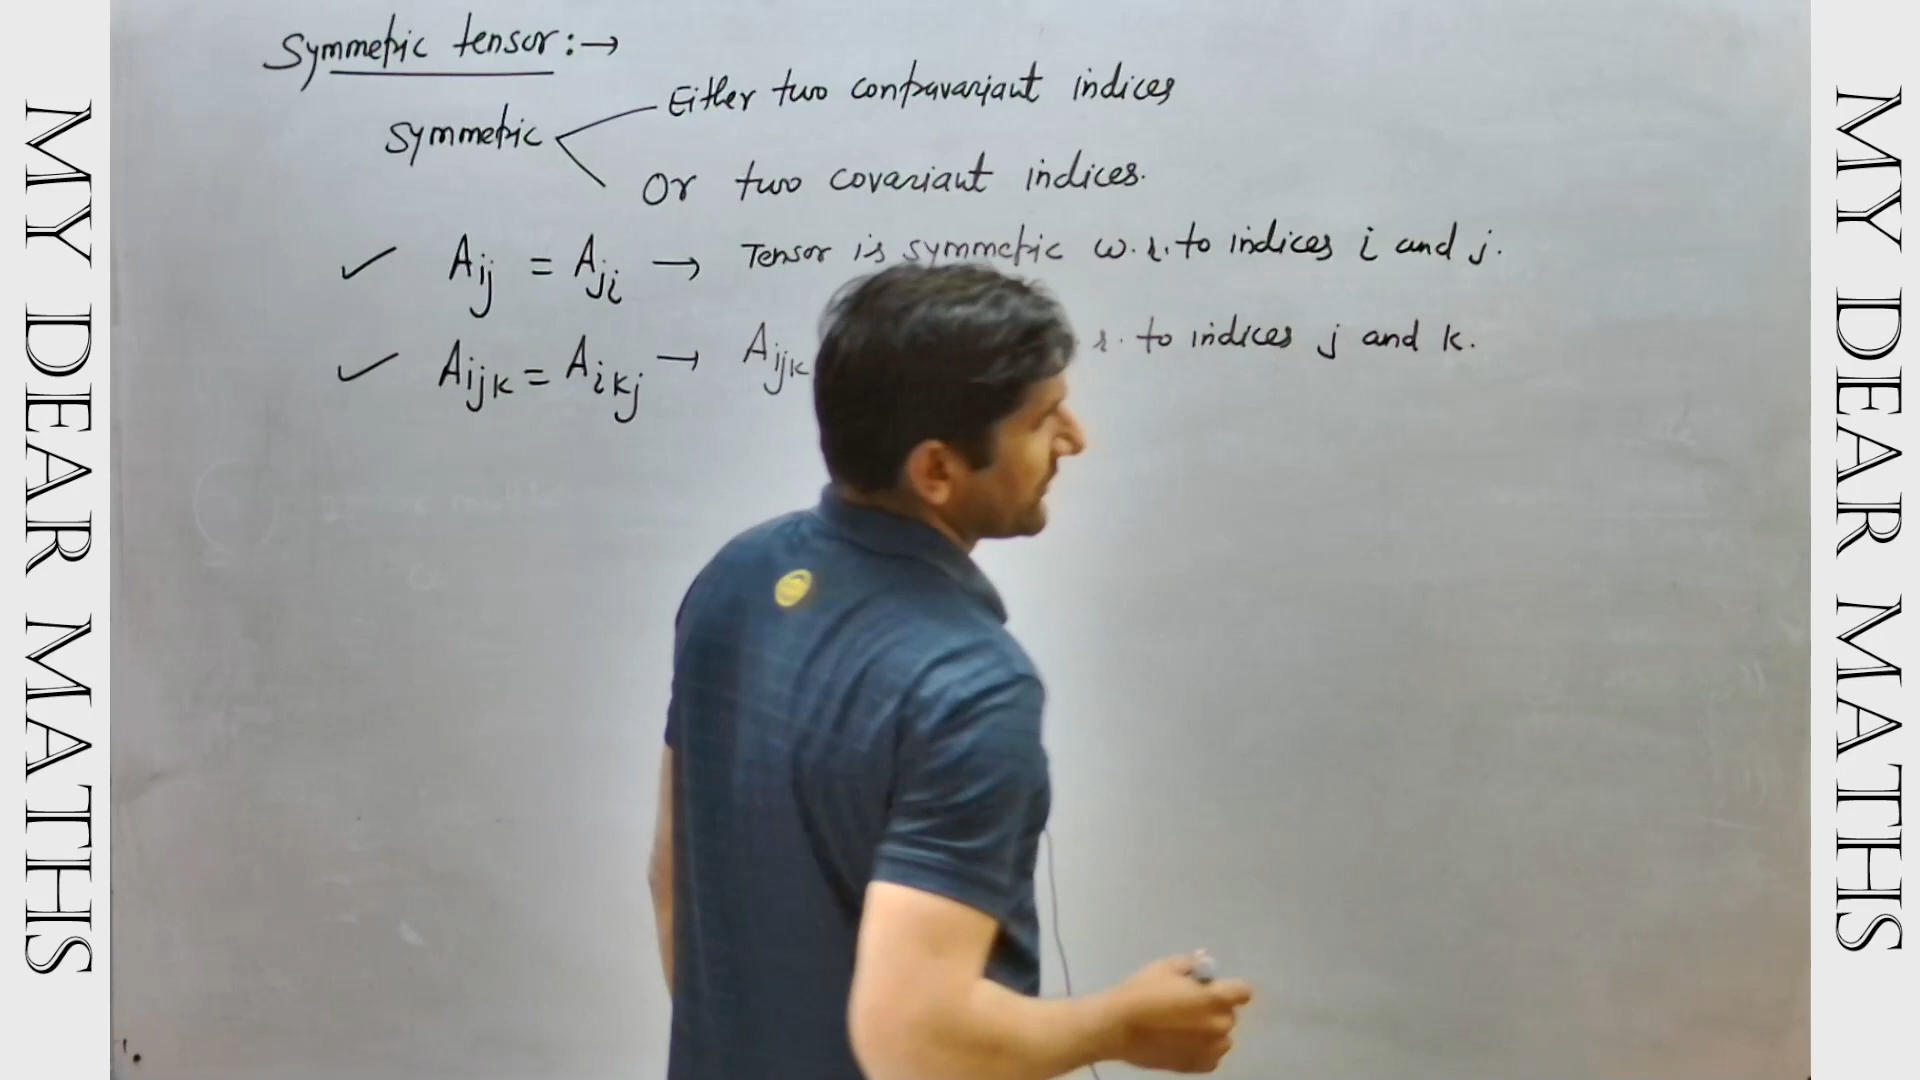 MY DEAR MATHS
Symmetric tensor:→
Symmetric
Either two contravariant indices
Or two covariant indices.
✓ Aij = Aji → Tensor is symmetric w.r. to indices i and j.
✓ Aijk = Aikj → Aijk r. to indices j and k.
MY DEAR MATHS